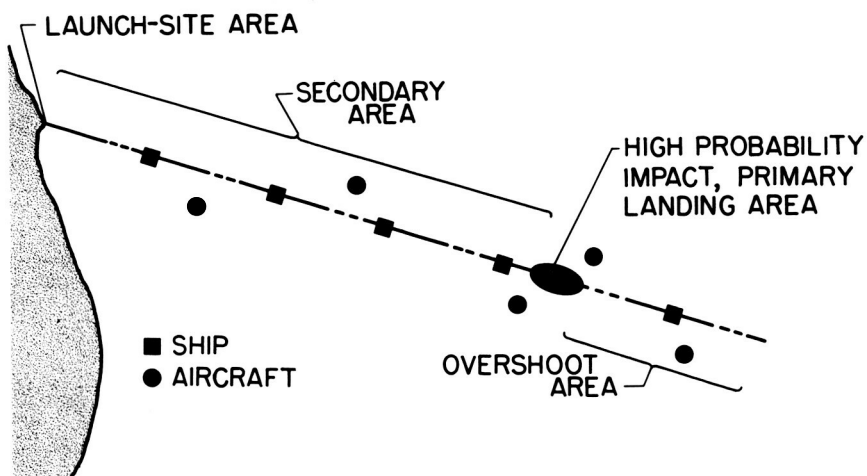 LAUNCH-SITE AREA
SECONDARY
AREA
HIGH PROBABILITY
IMPACT, PRIMARY
LANDING AREA
SHIP
AIRCRAFT
OVERSHOOT
AREA